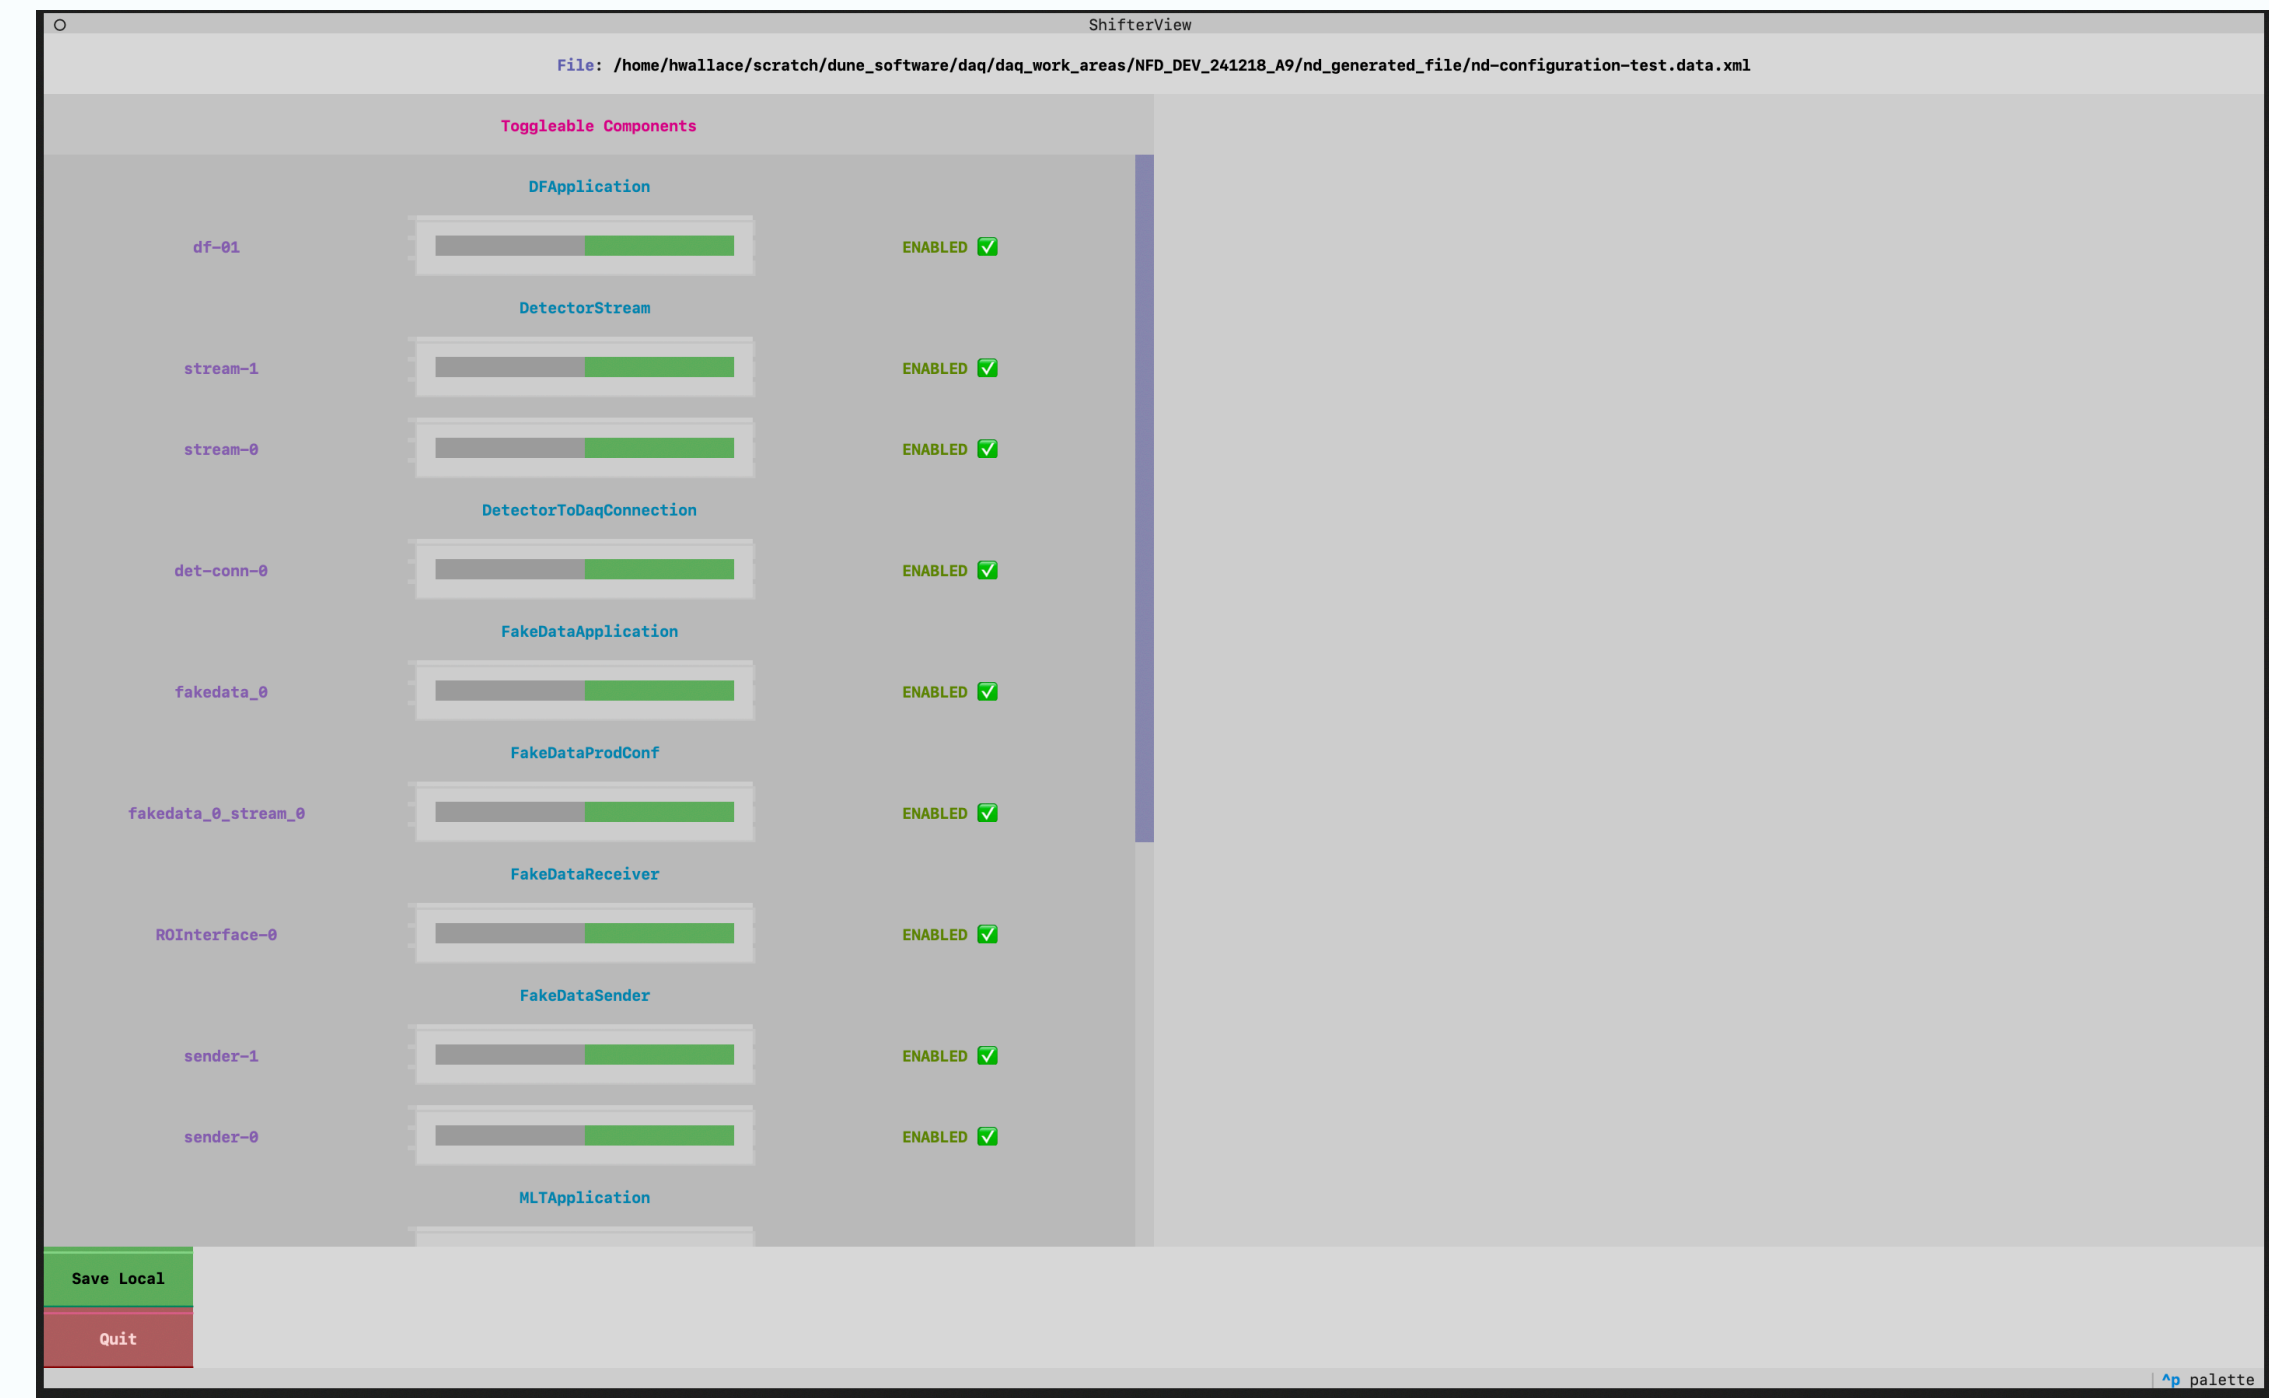 ShifterView
File: /home/hwallace/scratch/dune_software/daq/daq_work_areas/NFD_DEV_241218_A9/nd_generated_file/nd-configuration-test.data.xml
Toggleable Components
DFApplication
df-01 ENABLED ✅
DetectorStream
stream-1 ENABLED ✅
stream-0 ENABLED ✅
DetectorToDaqConnection
det-conn-0 ENABLED ✅
FakeDataApplication
fakedata_0 ENABLED ✅
FakeDataProdConf
fakedata_0_stream_0 ENABLED ✅
FakeDataReceiver
ROInterface-0 ENABLED ✅
FakeDataSender
sender-1 ENABLED ✅
sender-0 ENABLED ✅
MLTApplication
Save Local
Quit
^p palette